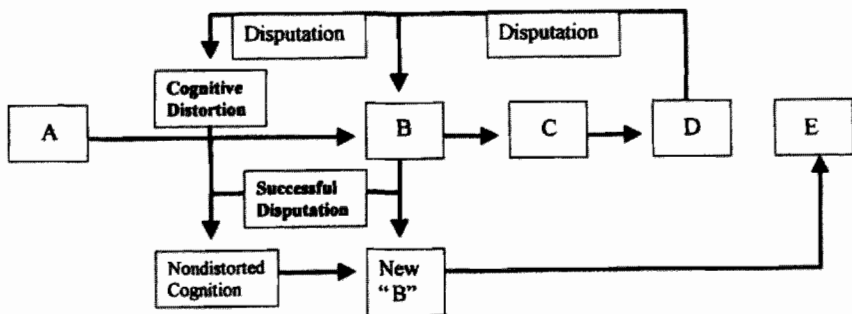 Disputation
Disputation
Cognitive
Distortion
A
B
C
D
E
Successful
Disputation
Nondistorted
Cognition
New
“B”